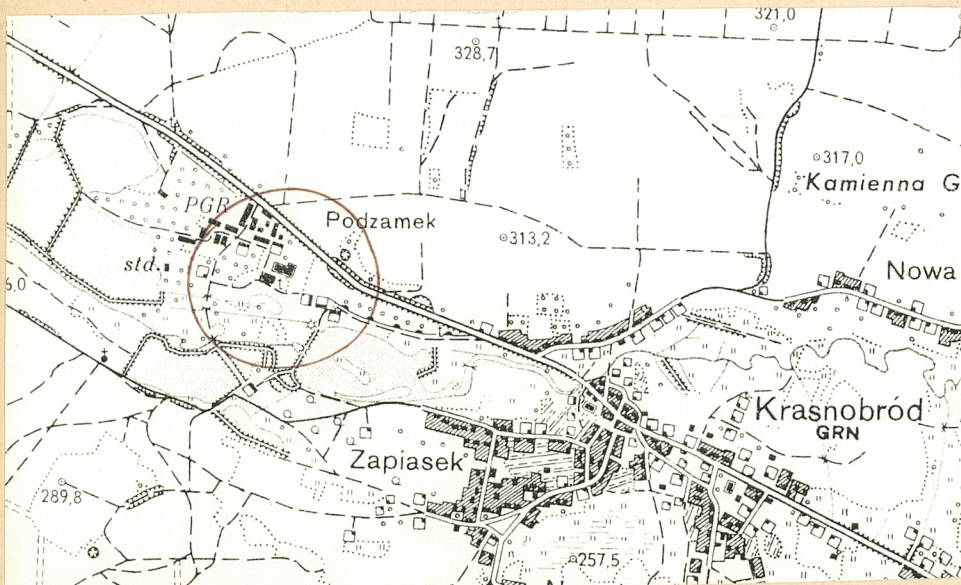 321,0
328,7
317,0
Kamienna G
PGR
Podzamek
313,2
std.
Nowa
6,0
Krasnobród
GRN
Zapiasek
289,8
257,5
N